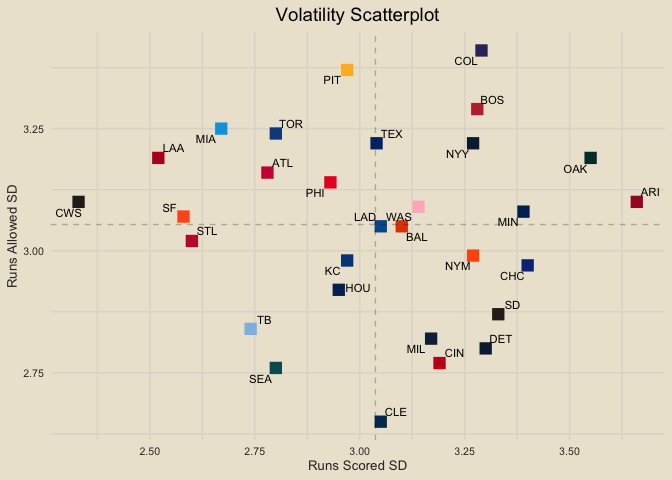 Volatility Scatterplot
COL
PIT
BOS
TOR
MIA
TEX
NYY
LAA
ATL
OAK
PHI
ARI
CWS
SF
LAD
WAS
MIN
STL
BAL
KC
NYM
CHC
HOU
SD
TB
DET
MIL
CIN
SEA
CLE
3.25
3.00
2.75
Runs Allowed SD
2.50
2.75
3.00
3.25
3.50
Runs Scored SD